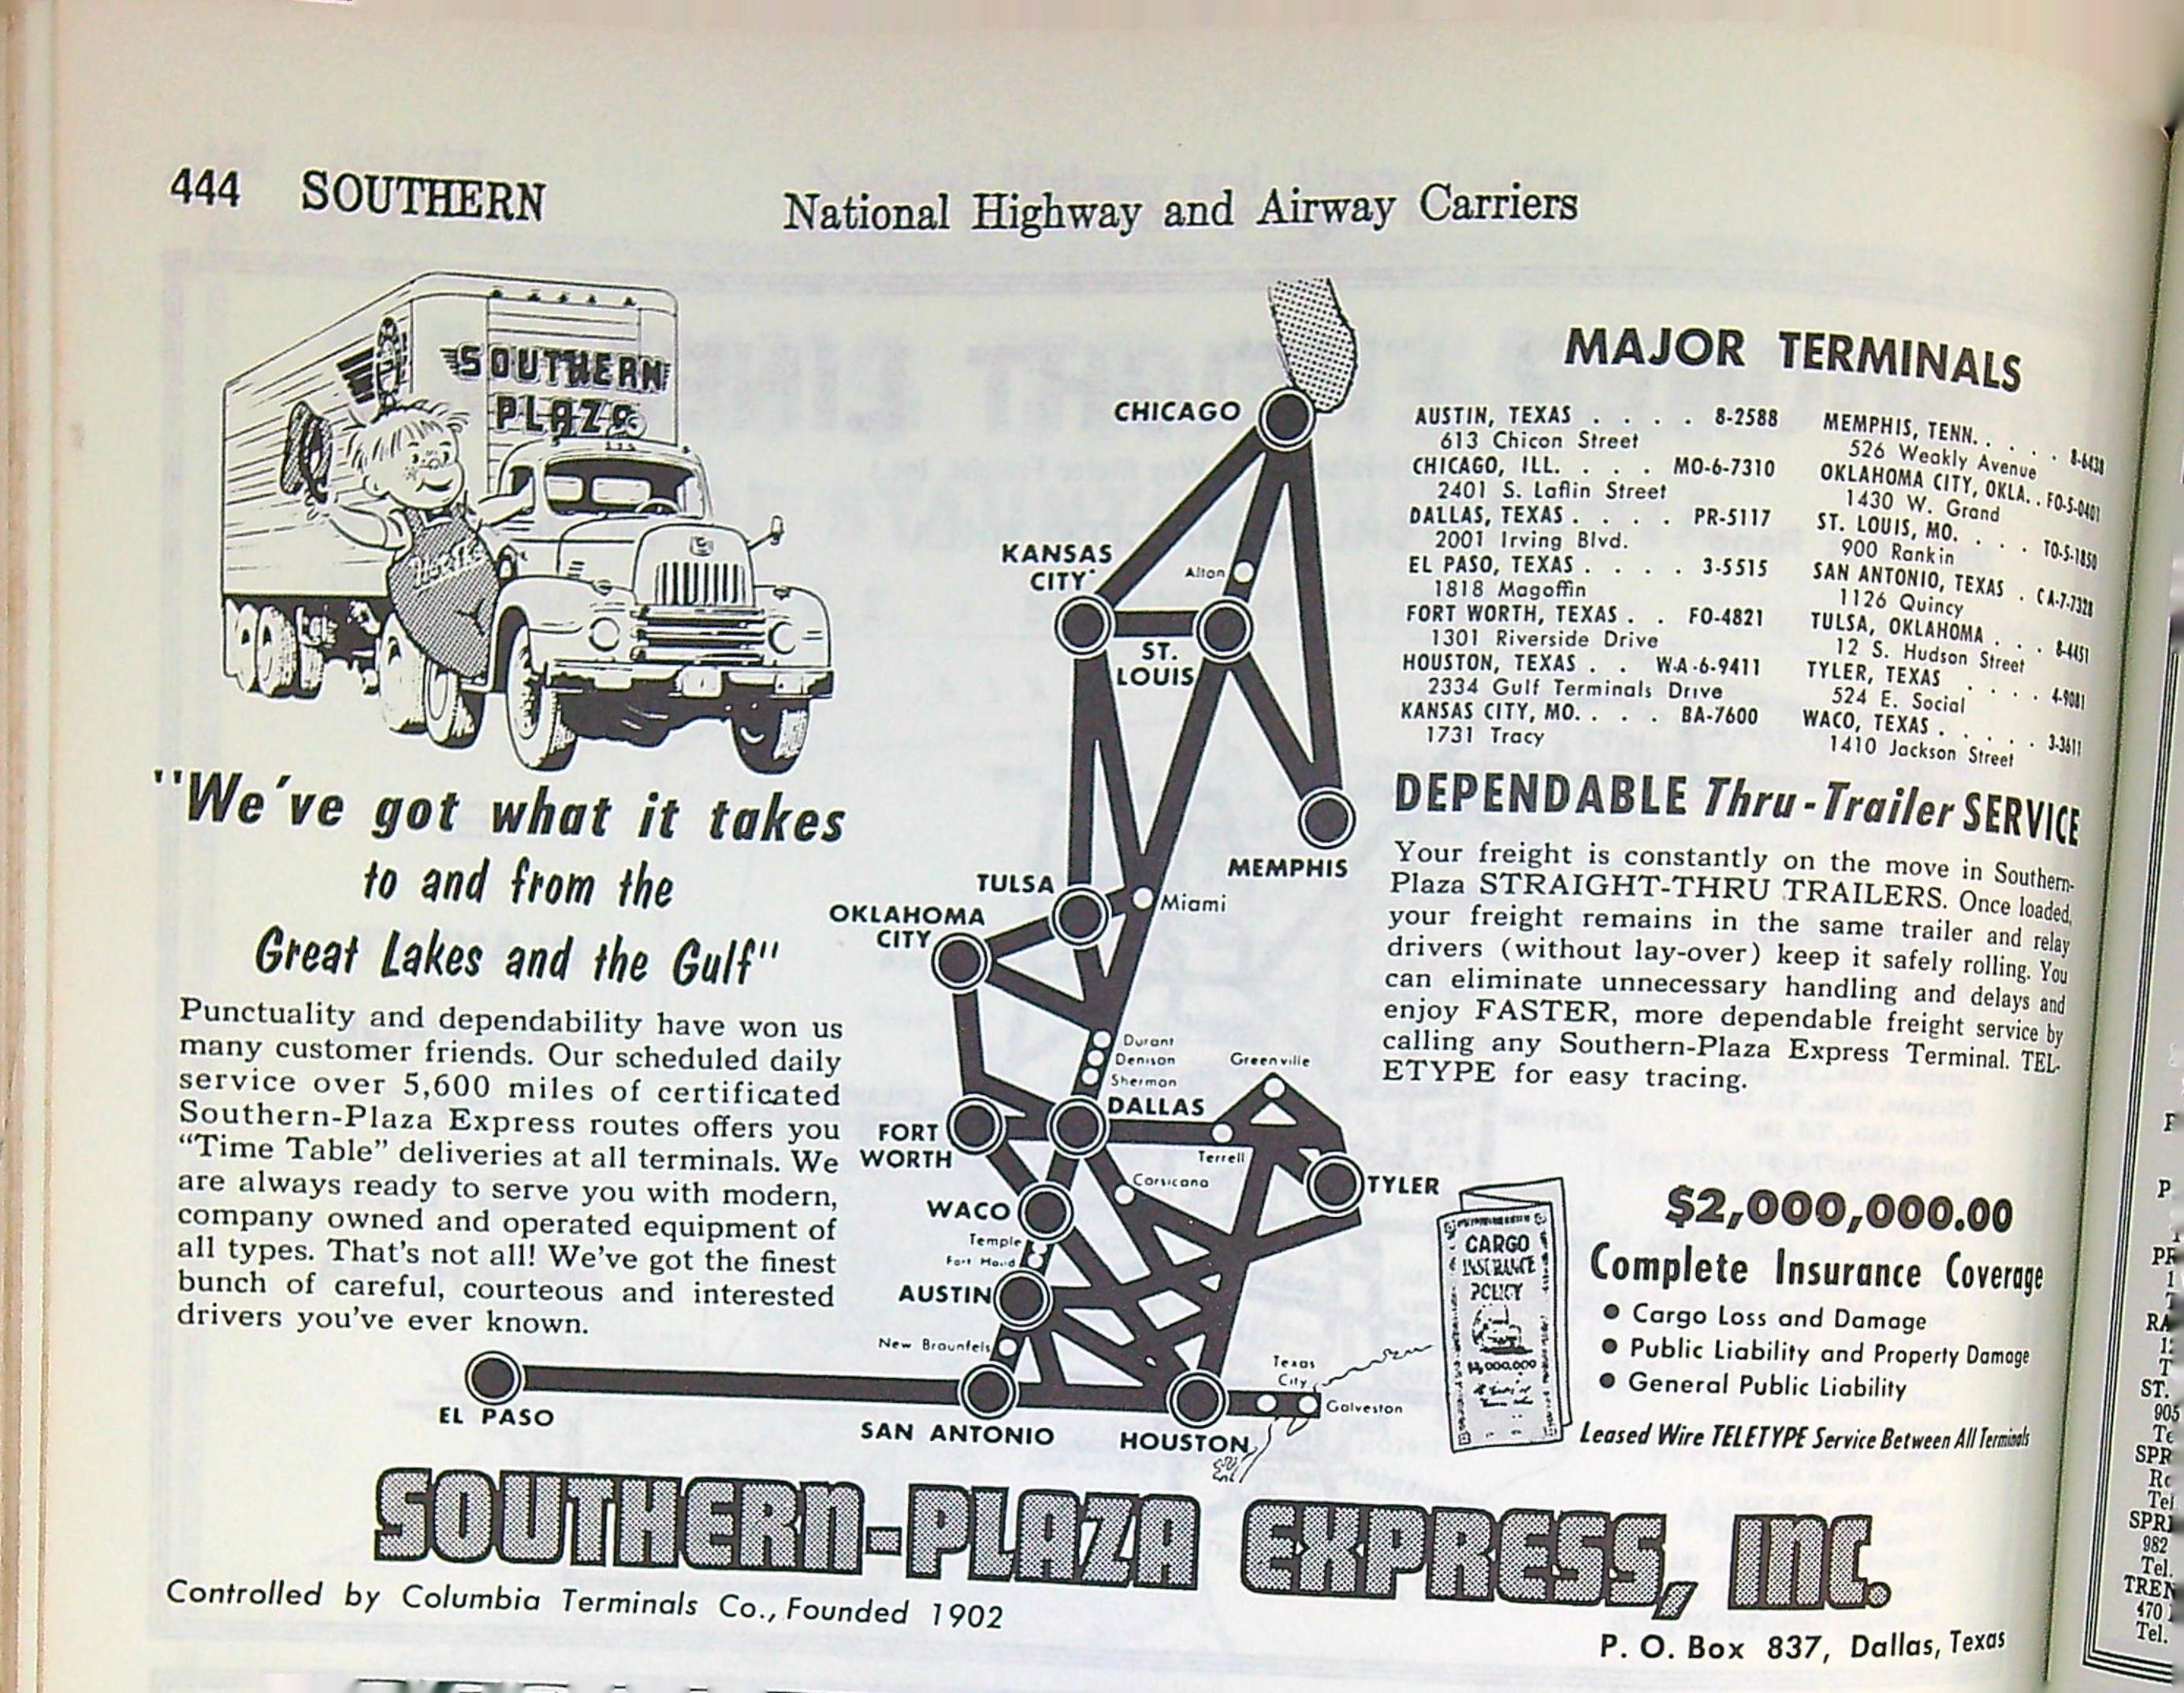 444 SOUTHERN
National Highway and Airway Carriers
SOUTHERN
PLAZA
"We've got what it takes
to and from the
Great Lakes and the Gulf"
Punctuality and dependability have won us
many customer friends. Our scheduled daily
service over 5,600 miles of certificated
Southern-Plaza Express routes offers you
“Time Table” deliveries at all terminals. We
are always ready to serve you with modern,
company owned and operated equipment of
all types. That's not all! We've got the finest
bunch of careful, courteous and interested
drivers you've ever known.
CHICAGO
KANSAS
CITY
Alton
ST.
LOUIS
MEMPHIS
TULSA
Miami
OKLAHOMA
CITY
Durant
Denison
Sherman
Greenville
DALLAS
FORT
WORTH
Terrell
Corsicana
TYLER
WACO
Temple
Fort Hood
AUSTIN
New Braunfels
Texas
City
Galveston
EL PASO
SAN ANTONIO
HOUSTON
MAJOR TERMINALS
AUSTIN, TEXAS . . . . 8-2588
613 Chicon Street
CHICAGO, ILL. . . . . MO-6-7310
2401 S. Laflin Street
DALLAS, TEXAS . . . . PR-5117
2001 Irving Blvd.
EL PASO, TEXAS . . . . 3-5515
1818 Magoffin
FORT WORTH, TEXAS . . FO-4821
1301 Riverside Drive
HOUSTON, TEXAS . . WA-6-9411
2334 Gulf Terminals Drive
KANSAS CITY, MO. . . . BA-7600
1731 Tracy
MEMPHIS, TENN. . . . . 8-6438
526 Weakly Avenue
OKLAHOMA CITY, OKLA. . FO-5-0401
1430 W. Grand
ST. LOUIS, MO. . . . TO-5-1850
900 Rankin
SAN ANTONIO, TEXAS . CA-7-7328
1126 Quincy
TULSA, OKLAHOMA . . . 8-4451
12 S. Hudson Street
TYLER, TEXAS . . . . 4-9081
524 E. Social
WACO, TEXAS . . . . . 3-3611
1410 Jackson Street
DEPENDABLE Thru-Trailer SERVICE
Your freight is constantly on the move in Southern-
Plaza STRAIGHT-THRU TRAILERS. Once loaded,
your freight remains in the same trailer and relay
drivers (without lay-over) keep it safely rolling. You
can eliminate unnecessary handling and delays and
enjoy FASTER, more dependable freight service by
calling any Southern-Plaza Express Terminal. TEL-
ETYPE for easy tracing.
CARGO
INSURANCE
POLICY
$2,000,000.00
Complete Insurance Coverage
● Cargo Loss and Damage
● Public Liability and Property Damage
● General Public Liability
Leased Wire TELETYPE Service Between All Terminals
SOUTHERN-PLAZA EXPRESS, INC.
Controlled by Columbia Terminals Co., Founded 1902
P. O. Box 837, Dallas, Texas